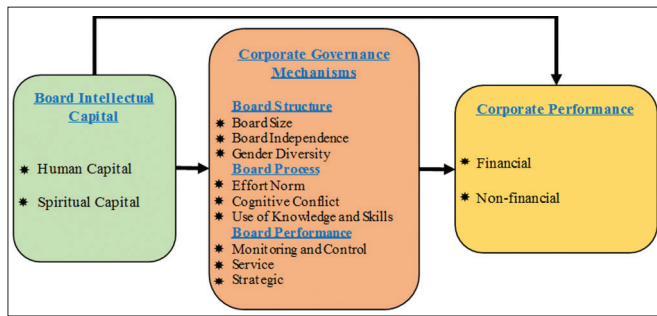 Board Intellectual
Capital
Human Capital
Spiritual Capital
Corporate Governance
Mechanisms
Board Structure
Board Size
Board Independence
Gender Diversity
Board Process
Effort Norm
Cognitive Conflict
Use of Knowledge and Skills
Board Performance
Monitoring and Control
Service
Strategic
Corporate Performance
Financial
Non-financial